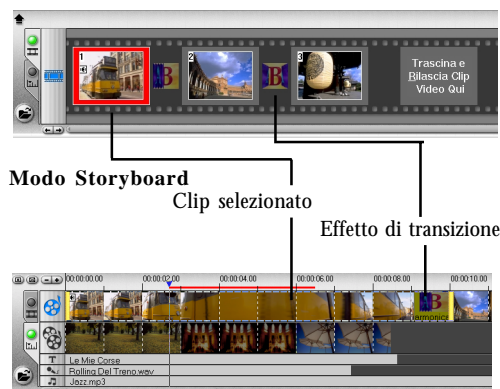 1
2
3
Trascina e
Rilascia Clip
Video Qui
Modo Storyboard
Clip selezionato
Effetto di transizione
00:00:00.00 00:00:02.00 00:00:04.00 00:00:06.00 00:00:08.00 00:00:10.00
AB
harmonics
T Le Mie Corse
Rolling Del Treno.wav
Jazz.mp3